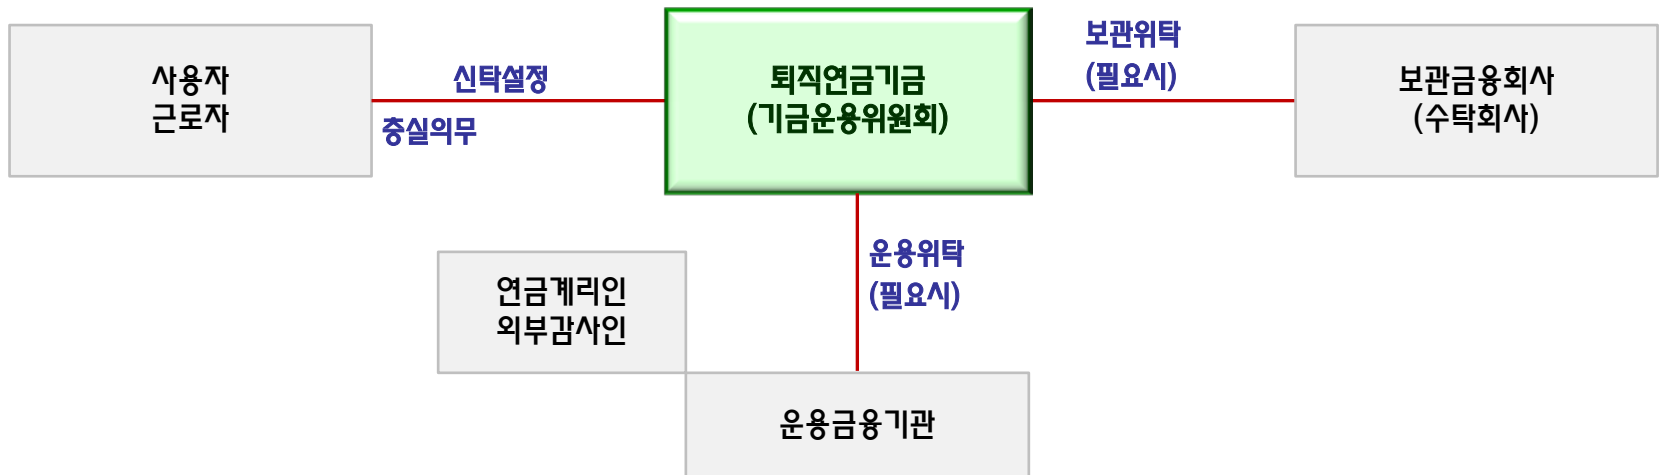 사용자
근로자
신탁설정
충실의무
퇴직연금기금
(기금운용위원회)
보관위탁
(필요시)
보관금융회사
(수탁회사)
운용위탁
(필요시)
연금계리인
외부감사인
운용금융기관